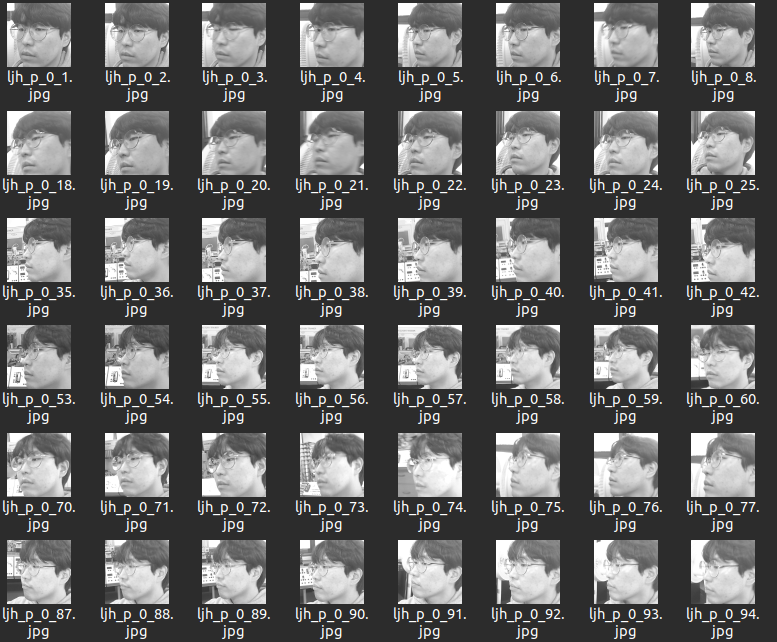 ljh_p_0_1.jpg ljh_p_0_2.jpg ljh_p_0_3.jpg ljh_p_0_4.jpg ljh_p_0_5.jpg ljh_p_0_6.jpg ljh_p_0_7.jpg ljh_p_0_8.jpg
ljh_p_0_18.jpg ljh_p_0_19.jpg ljh_p_0_20.jpg ljh_p_0_21.jpg ljh_p_0_22.jpg ljh_p_0_23.jpg ljh_p_0_24.jpg ljh_p_0_25.jpg
ljh_p_0_35.jpg ljh_p_0_36.jpg ljh_p_0_37.jpg ljh_p_0_38.jpg ljh_p_0_39.jpg ljh_p_0_40.jpg ljh_p_0_41.jpg ljh_p_0_42.jpg
ljh_p_0_53.jpg ljh_p_0_54.jpg ljh_p_0_55.jpg ljh_p_0_56.jpg ljh_p_0_57.jpg ljh_p_0_58.jpg ljh_p_0_59.jpg ljh_p_0_60.jpg
ljh_p_0_70.jpg ljh_p_0_71.jpg ljh_p_0_72.jpg ljh_p_0_73.jpg ljh_p_0_74.jpg ljh_p_0_75.jpg ljh_p_0_76.jpg ljh_p_0_77.jpg
ljh_p_0_87.jpg ljh_p_0_88.jpg ljh_p_0_89.jpg ljh_p_0_90.jpg ljh_p_0_91.jpg ljh_p_0_92.jpg ljh_p_0_93.jpg ljh_p_0_94.jpg